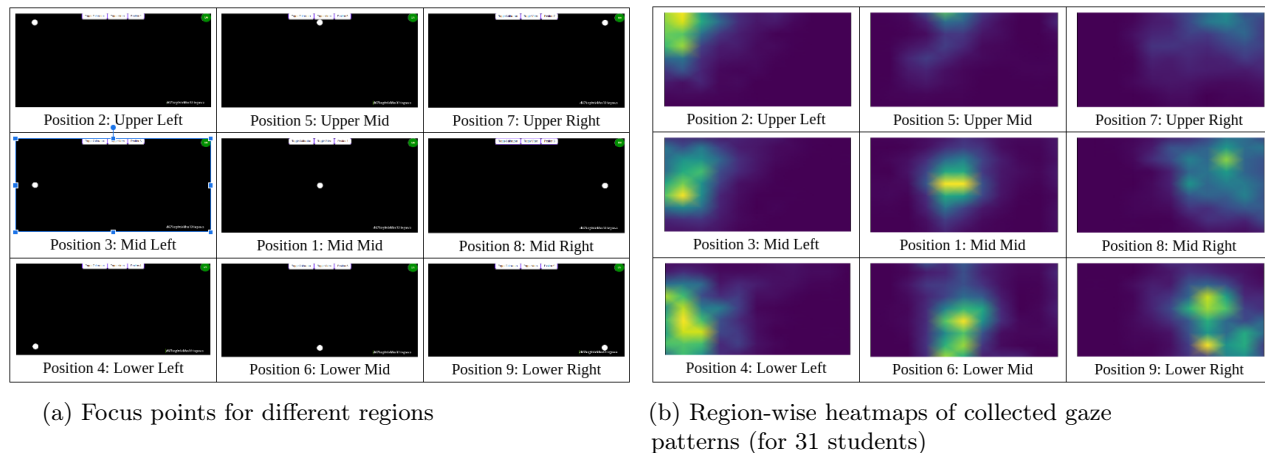 Position 2: Upper Left
Position 5: Upper Mid
Position 7: Upper Right
Position 3: Mid Left
Position 1: Mid Mid
Position 8: Mid Right
Position 4: Lower Left
Position 6: Lower Mid
Position 9: Lower Right
(a) Focus points for different regions
Position 2: Upper Left
Position 5: Upper Mid
Position 7: Upper Right
Position 3: Mid Left
Position 1: Mid Mid
Position 8: Mid Right
Position 4: Lower Left
Position 6: Lower Mid
Position 9: Lower Right
(b) Region-wise heatmaps of collected gaze
patterns (for 31 students)